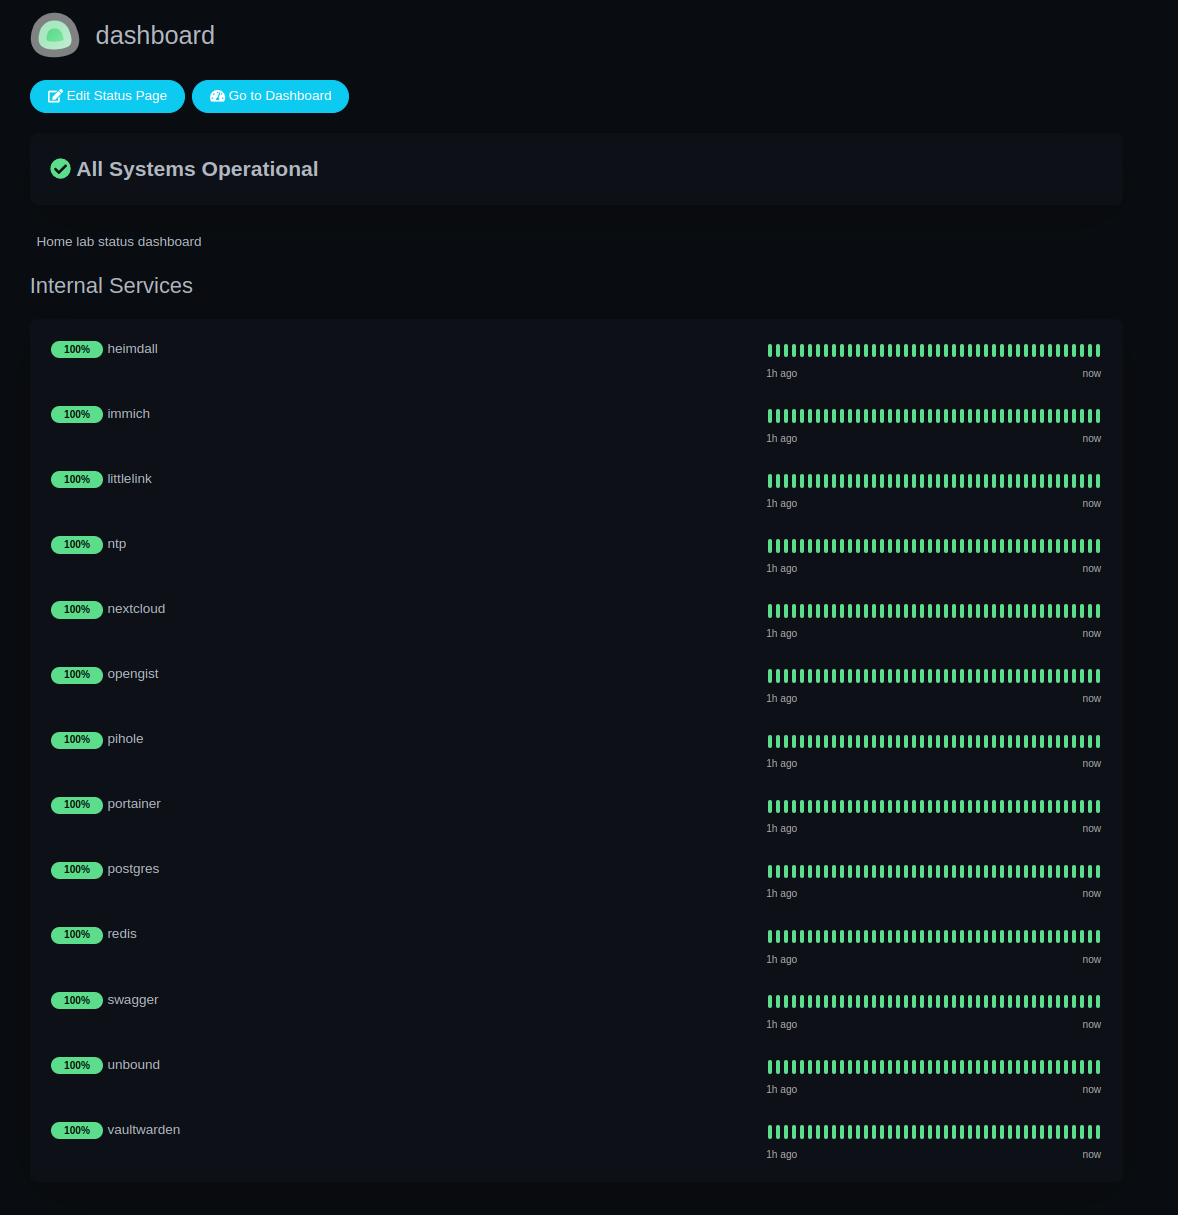 dashboard
Edit Status Page Go to Dashboard
All Systems Operational
Home lab status dashboard
Internal Services
100% heimdall
1h ago now
100% immich
1h ago now
100% littlelink
1h ago now
100% ntp
1h ago now
100% nextcloud
1h ago now
100% opengist
1h ago now
100% pihole
1h ago now
100% portainer
1h ago now
100% postgres
1h ago now
100% redis
1h ago now
100% swagger
1h ago now
100% unbound
1h ago now
100% vaultwarden
1h ago now